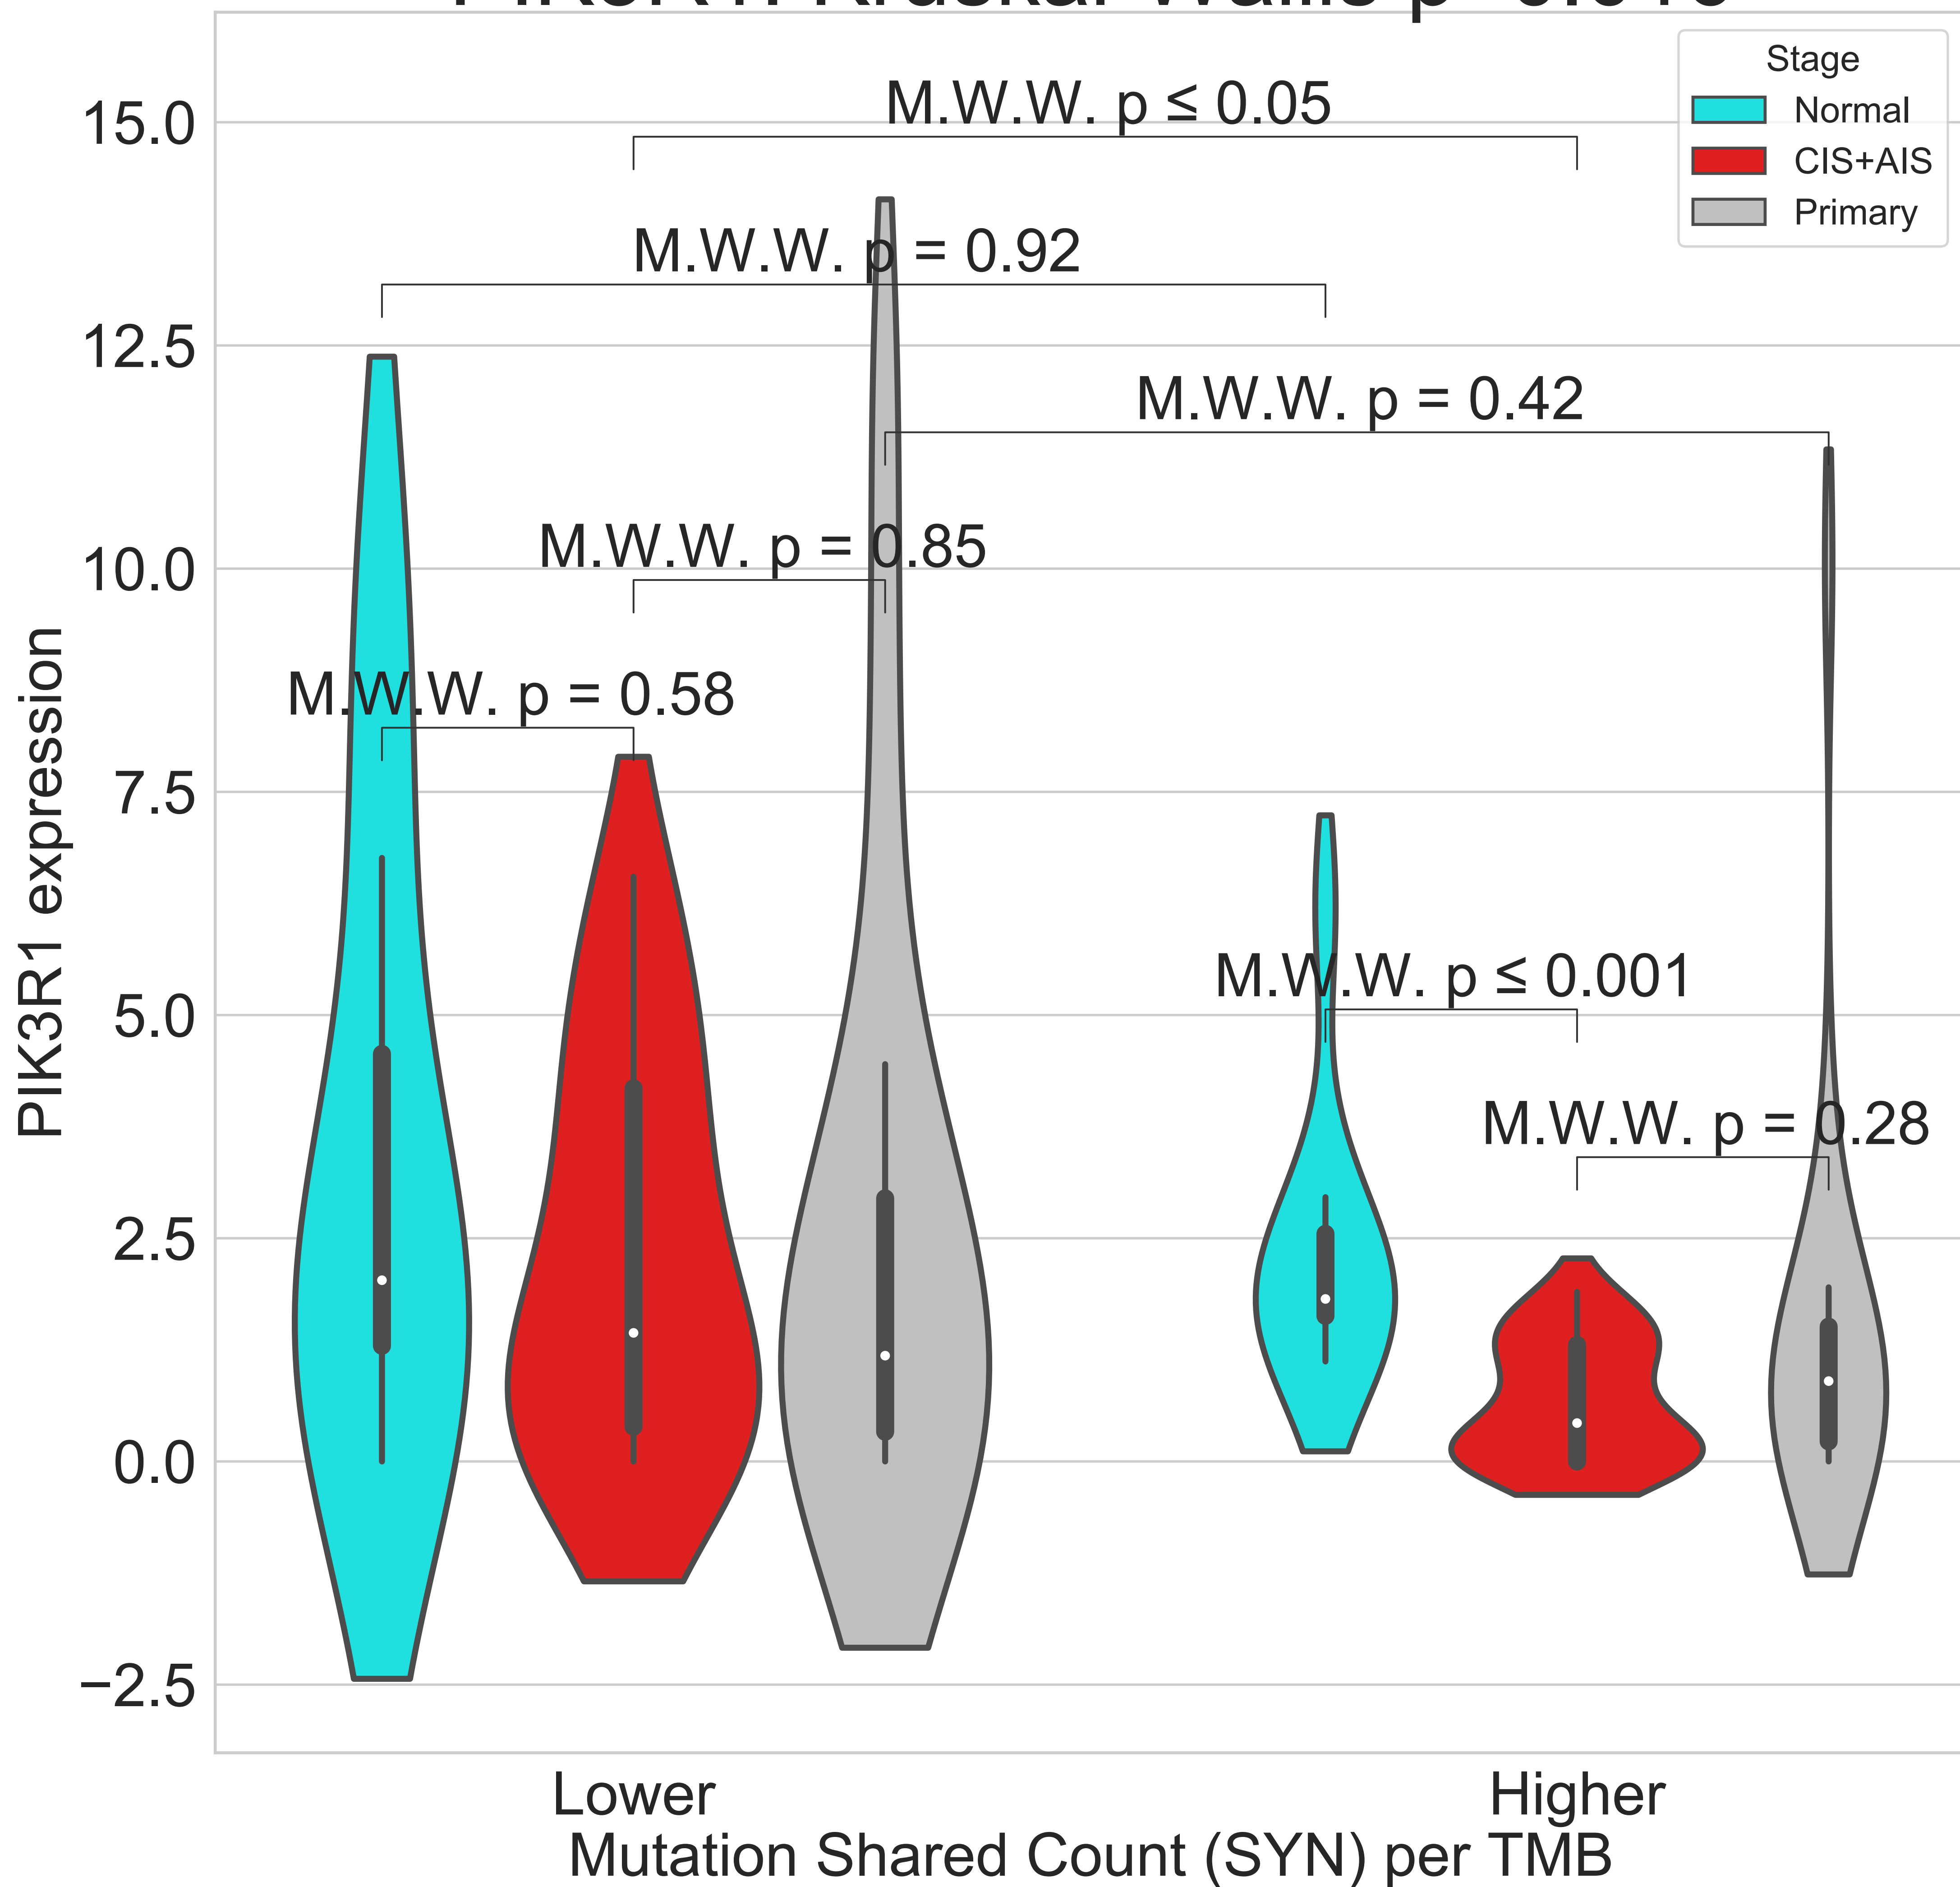 Stage
Normal
CIS+AIS
Primary
M.W.W. p ≤ 0.05
M.W.W. p = 0.92
M.W.W. p = 0.42
M.W.W. p = 0.85
M.W.W. p = 0.58
M.W.W. p ≤ 0.001
M.W.W. p = 0.28
15.0
12.5
10.0
7.5
5.0
2.5
0.0
−2.5
PIK3R1 expression
Lower
Higher
Mutation Shared Count (SYN) per TMB